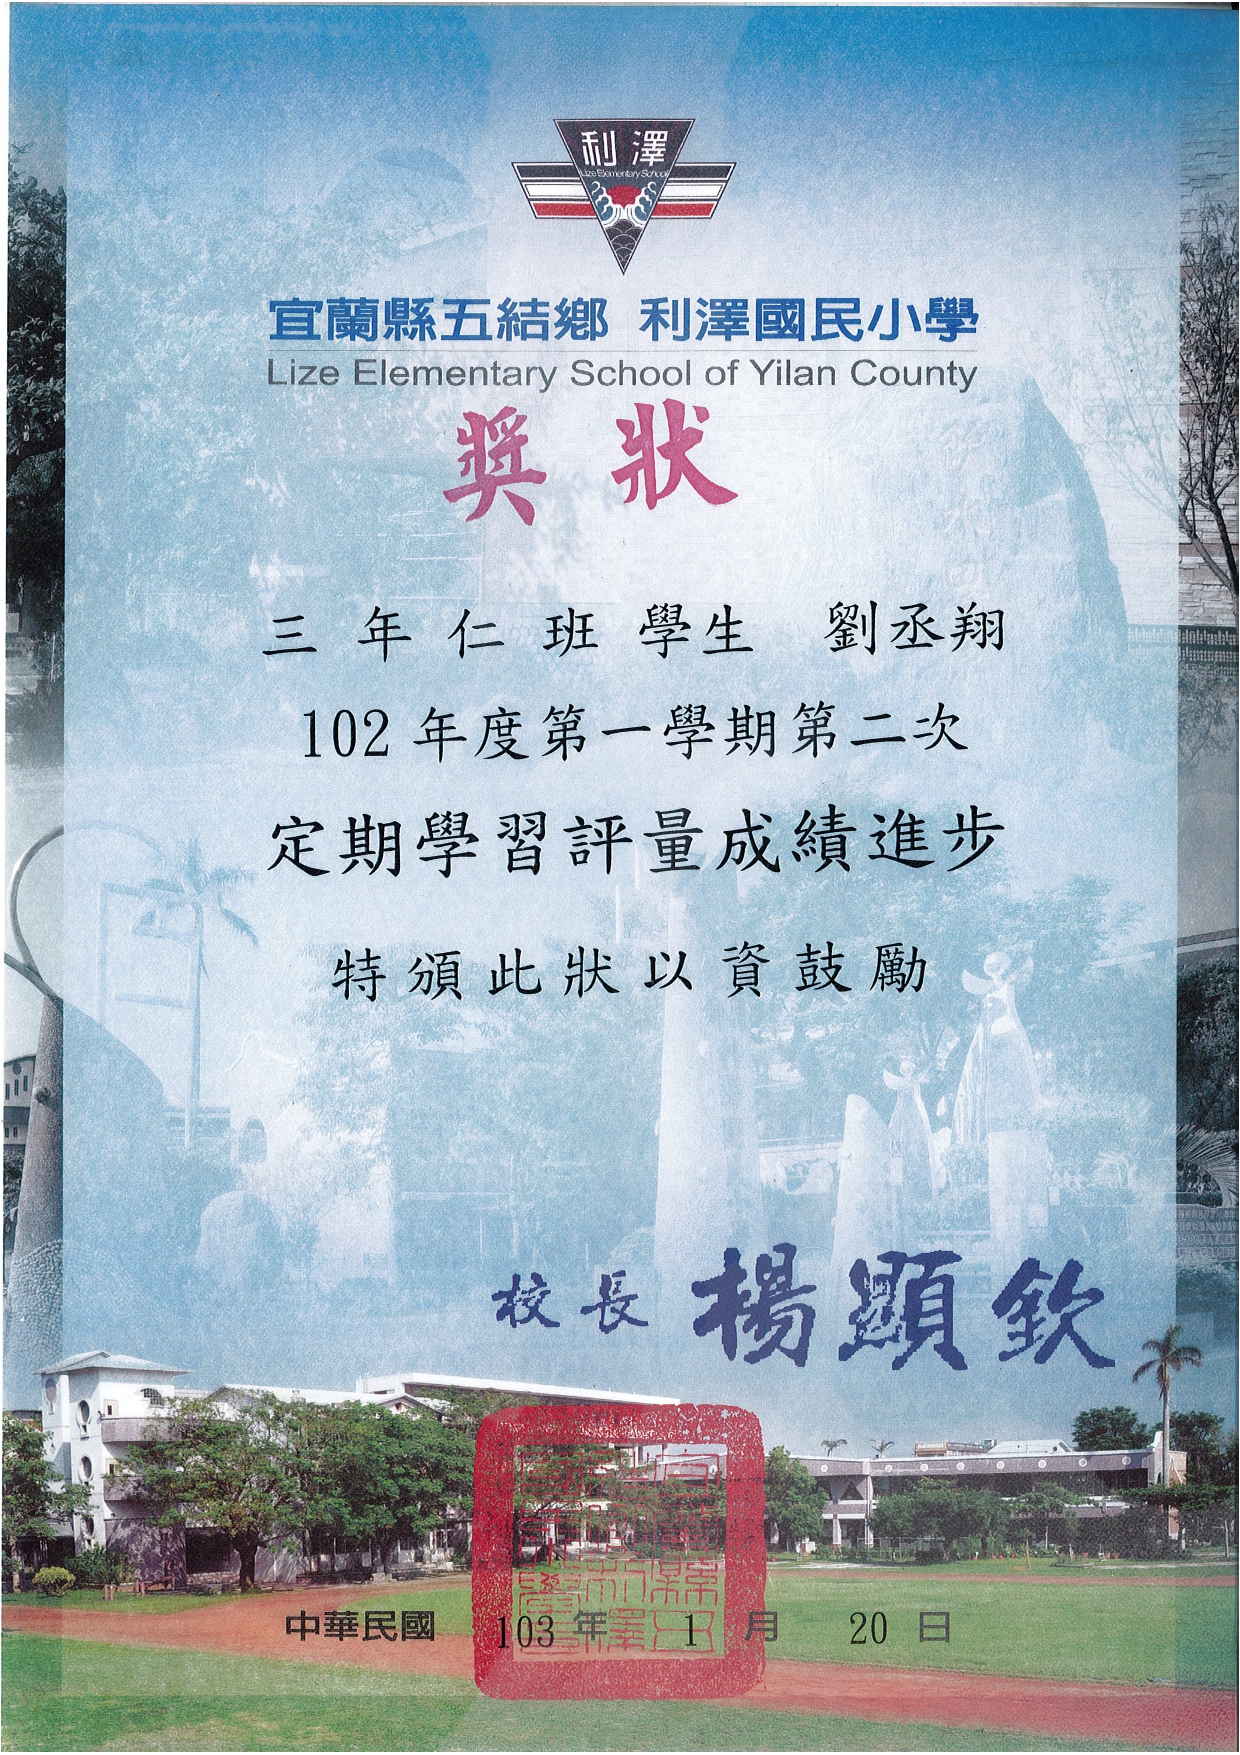 利澤
Lize Elementary School
宜蘭縣五結鄉 利澤國民小學
Lize Elementary School of Yilan County
獎狀
三年仁班學生 劉丞翔
102年度第一學期第二次
定期學習評量成績進步
特頒此狀以資鼓勵
校長 楊顯欽
中華民國 103年 1月 20日